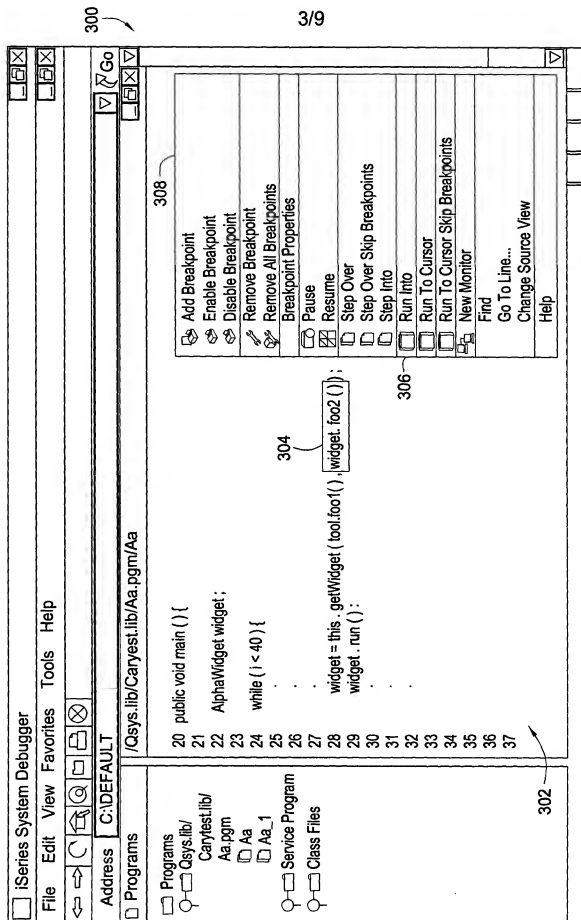 3/9
300
iSeries System Debugger
File Edit View Favorites Tools Help
Address C:\DEFAULT Go
Programs
/Qsys.lib/Caryest.lib/Aa.pgm/Aa
Programs
Qsys.lib/
Carytest.lib/
Aa.pgm
Aa
Aa_1
Service Program
Class Files
20 public void main ( ) {
21
22 AlphaWidget widget ;
23
24 while ( i < 40 ) {
25 .
26 .
27 .
28 widget = this . getWidget ( tool.foo1( ) , widget. foo2 ( ) ) ;
29 widget . run ( ) :
30 .
31 .
32 .
33
34
35
36
37
302
304
306
308
Add Breakpoint
Enable Breakpoint
Disable Breakpoint
Remove Breakpoint
Remove All Breakpoints
Breakpoint Properties
Pause
Resume
Step Over
Step Over Skip Breakpoints
Step Into
Run Into
Run To Cursor
Run To Cursor Skip Breakpoints
New Monitor
Find
Go To Line...
Change Source View
Help